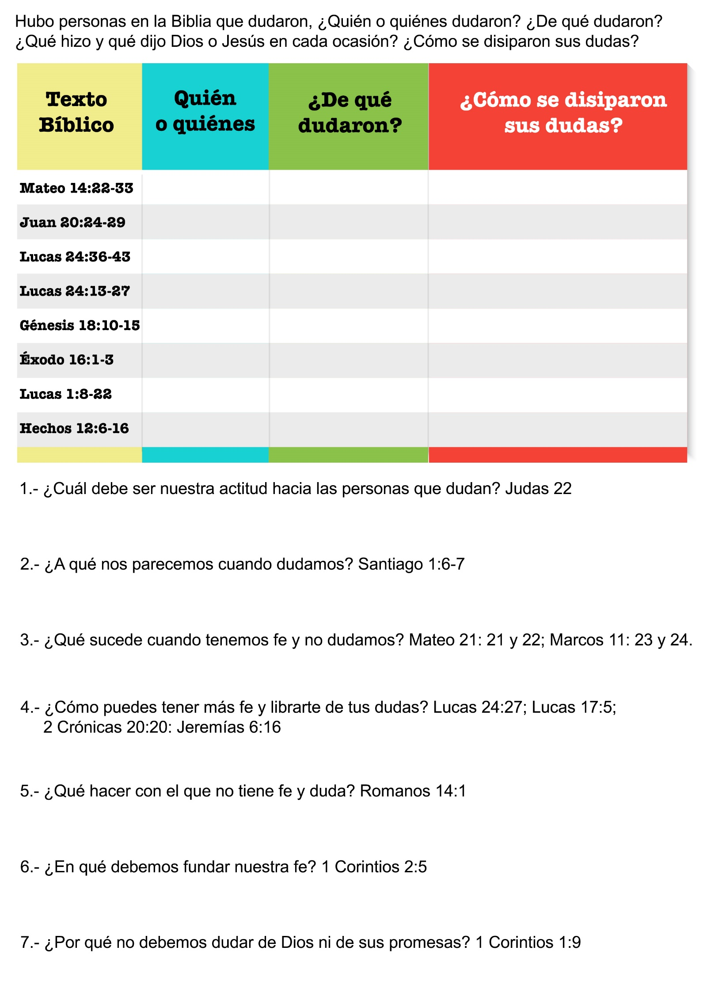 Hubo personas en la Biblia que dudaron, ¿Quién o quiénes dudaron? ¿De qué dudaron?
¿Qué hizo y qué dijo Dios o Jesús en cada ocasión? ¿Cómo se disiparon sus dudas?
Texto
Bíblico
Quién
o quiénes
¿De qué
dudaron?
¿Cómo se disiparon
sus dudas?
Mateo 14:22-33
Juan 20:24-29
Lucas 24:36-43
Lucas 24:13-27
Génesis 18:10-15
Éxodo 16:1-3
Lucas 1:8-22
Hechos 12:6-16
1.- ¿Cuál debe ser nuestra actitud hacia las personas que dudan? Judas 22
2.- ¿A qué nos parecemos cuando dudamos? Santiago 1:6-7
3.- ¿Qué sucede cuando tenemos fe y no dudamos? Mateo 21: 21 y 22; Marcos 11: 23 y 24.
4.- ¿Cómo puedes tener más fe y librarte de tus dudas? Lucas 24:27; Lucas 17:5;
2 Crónicas 20:20: Jeremías 6:16
5.- ¿Qué hacer con el que no tiene fe y duda? Romanos 14:1
6.- ¿En qué debemos fundar nuestra fe? 1 Corintios 2:5
7.- ¿Por qué no debemos dudar de Dios ni de sus promesas? 1 Corintios 1:9